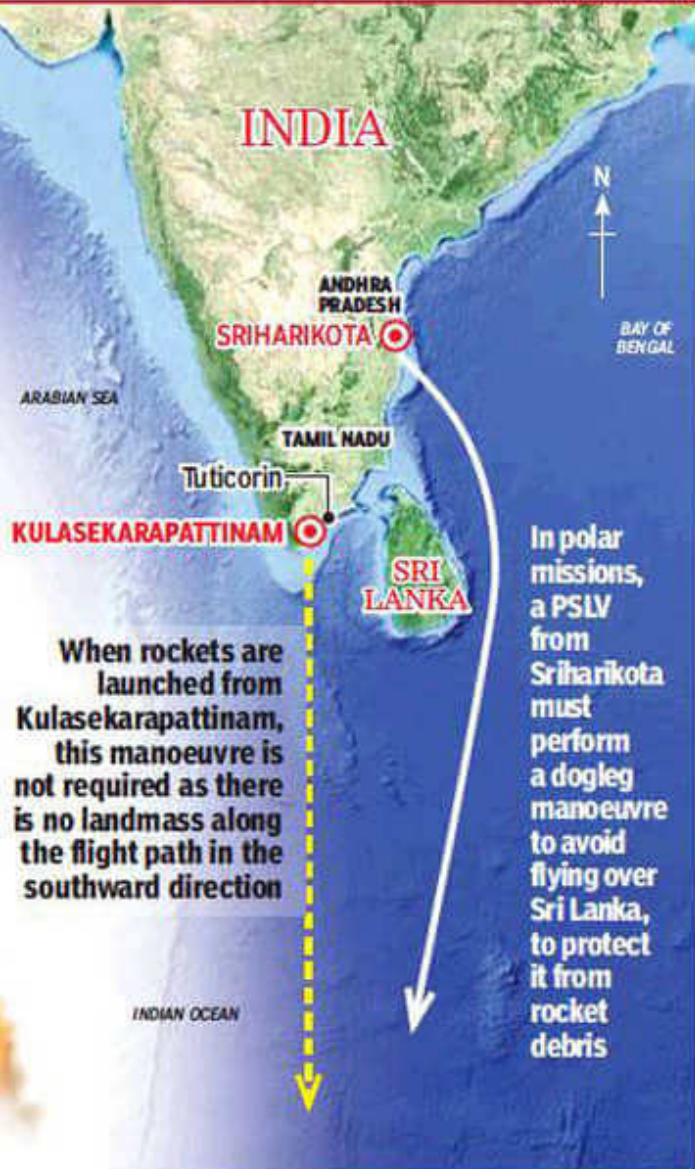 INDIA
N
ANDHRA
PRADESH
SRIHARIKOTA
BAY OF
BENGAL
ARABIAN SEA
TAMIL NADU
Tuticorin
KULASEKARAPATTINAM
SRI
LANKA
In polar
missions,
a PSLV
from
Sriharikota
must
perform
a dogleg
manoeuvre
to avoid
flying over
Sri Lanka,
to protect
it from
rocket
debris
When rockets are
launched from
Kulasekarapattinam,
this manoeuvre is
not required as there
is no landmass along
the flight path in the
southward direction
INDIAN OCEAN